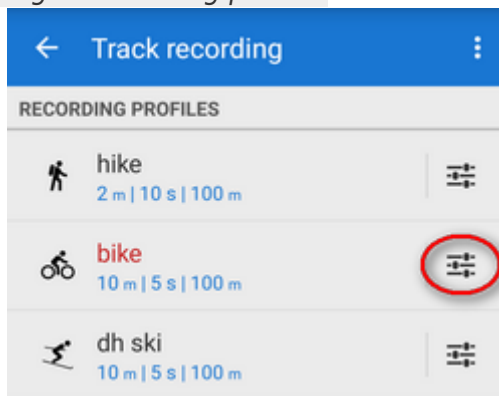 Track recording
RECORDING PROFILES
hike
2 m | 10 s | 100 m
bike
10 m | 5 s | 100 m
dh ski
10 m | 5 s | 100 m